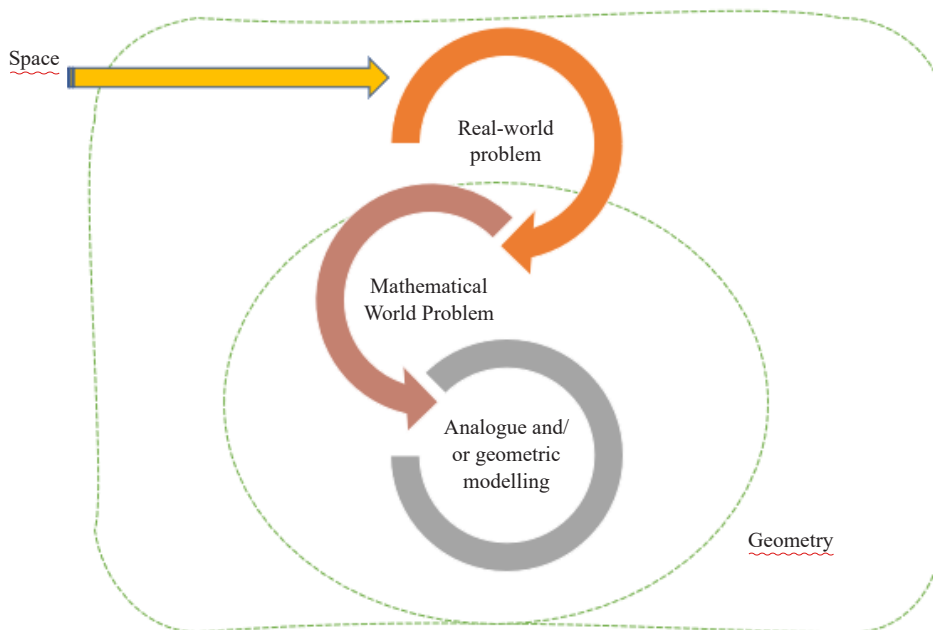 Space
Real-world
problem
Mathematical
World Problem
Analogue and/
or geometric
modelling
Geometry